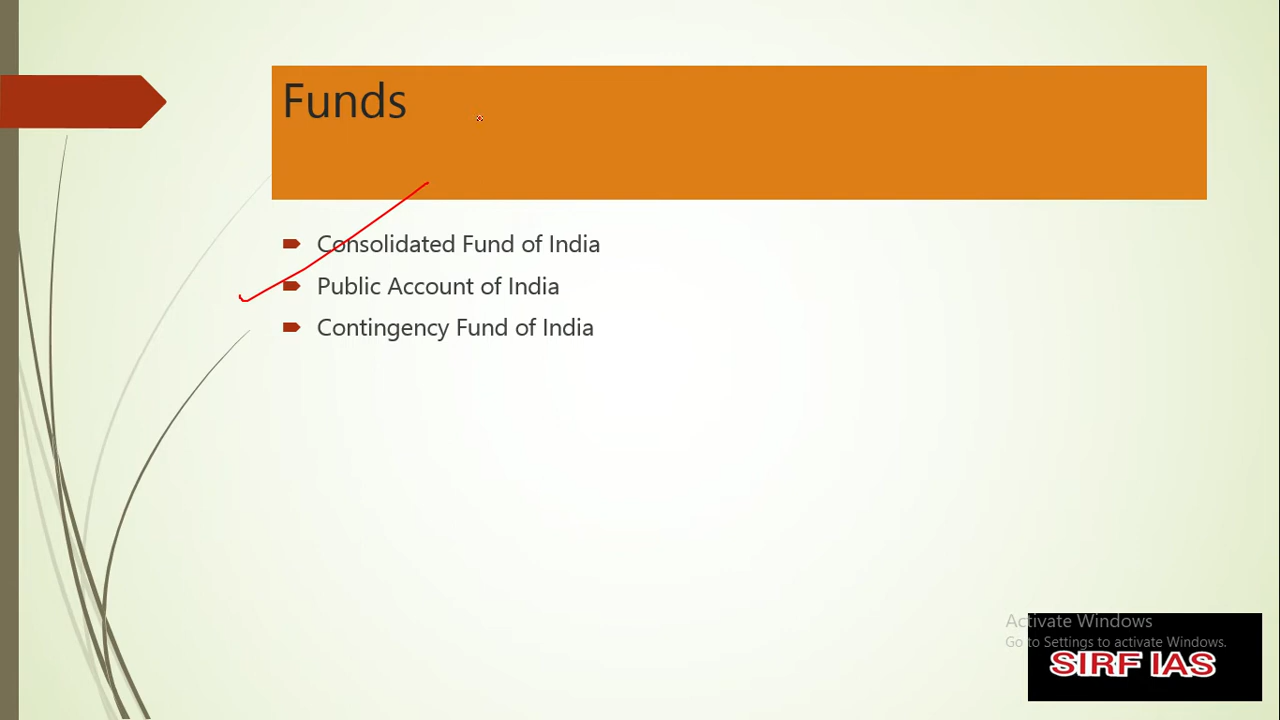 Funds
Consolidated Fund of India
Public Account of India
Contingency Fund of India
Activate Windows
Go to Settings to activate Windows.
SIRF IAS